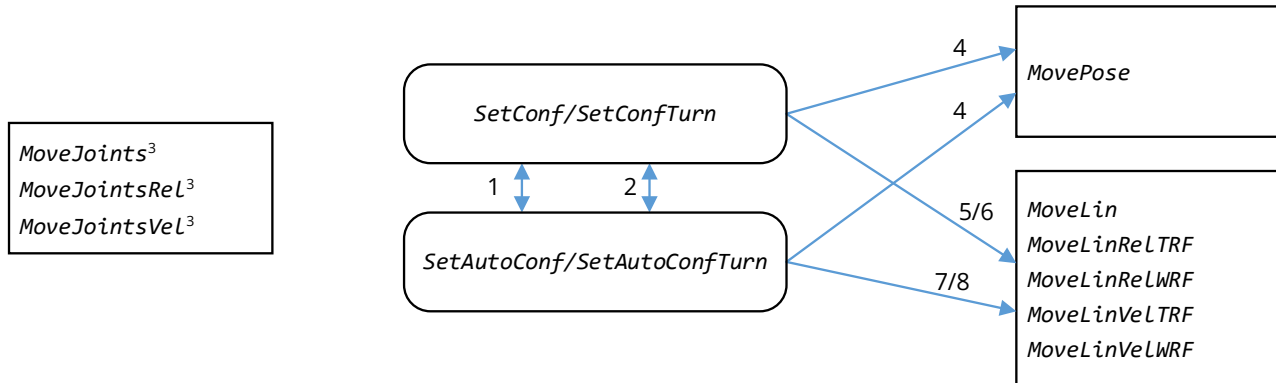 MoveJoints³
MoveJointsRel³
MoveJointsVel³
SetConf/SetConfTurn
1
2
SetAutoConf/SetAutoConfTurn
4
4
5/6
7/8
MovePose
MoveLin
MoveLinRelTRF
MoveLinRelWRF
MoveLinVelTRF
MoveLinVelWRF